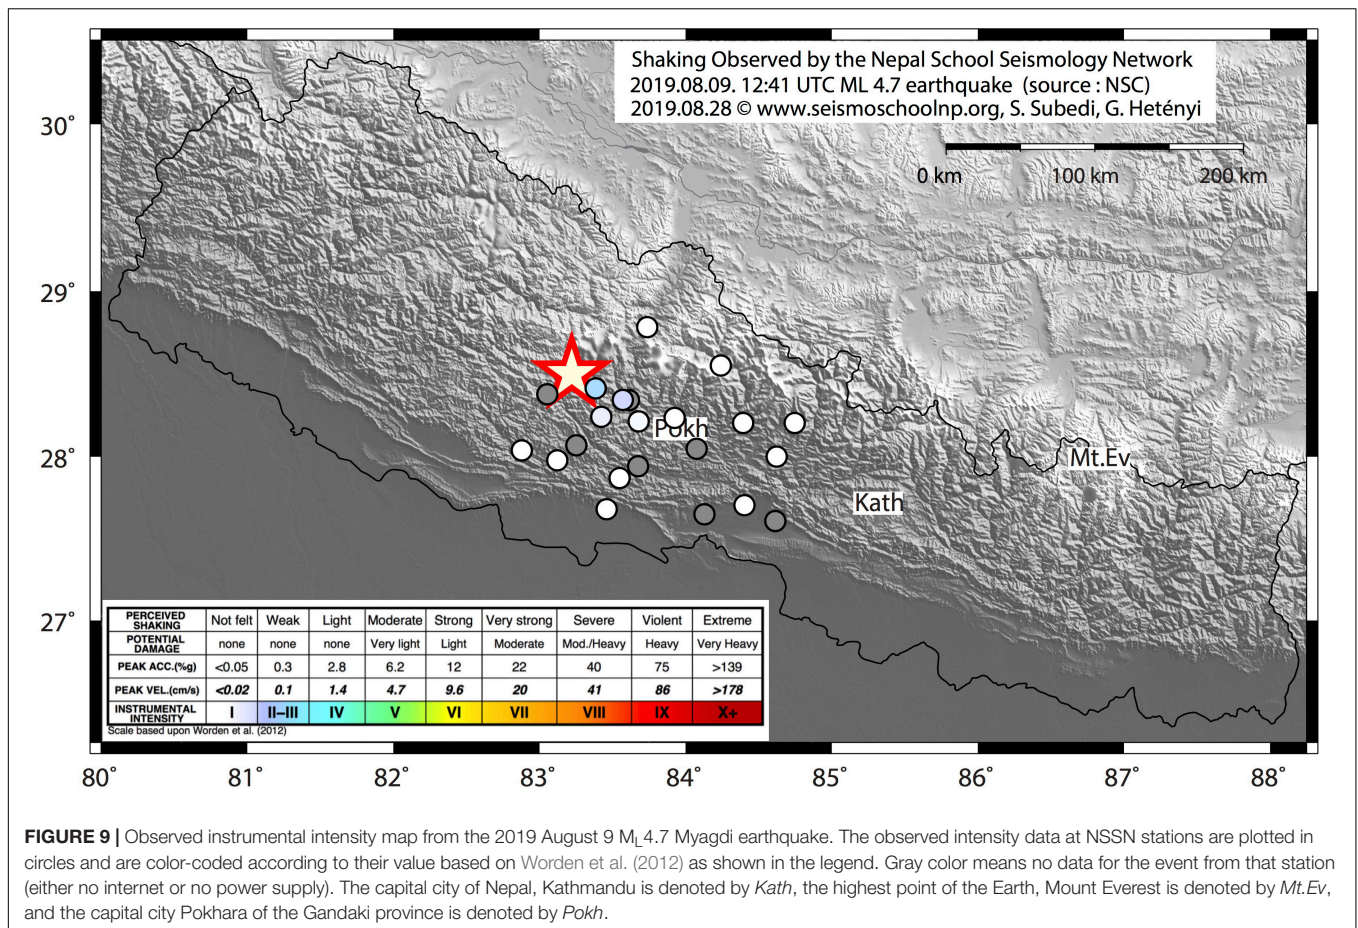 Shaking Observed by the Nepal School Seismology Network
2019.08.09. 12:41 UTC ML 4.7 earthquake (source : NSC)
2019.08.28 © www.seismoschoolnp.org, S. Subedi, G. Hetényi
0 km 100 km 200 km
30°
29°
28°
27°
Pokh
Mt.Ev
Kath
PERCEIVED SHAKING Not felt Weak Light Moderate Strong Very strong Severe Violent Extreme
POTENTIAL DAMAGE none none none Very light Light Moderate Mod./Heavy Heavy Very Heavy
PEAK ACC.(%g) <0.05 0.3 2.8 6.2 12 22 40 75 >139
PEAK VEL.(cm/s) <0.02 0.1 1.4 4.7 9.6 20 41 86 >178
INSTRUMENTAL INTENSITY I II–III IV V VI VII VIII IX X+
Scale based upon Worden et al. (2012)
80° 81° 82° 83° 84° 85° 86° 87° 88°
FIGURE 9 | Observed instrumental intensity map from the 2019 August 9 ML4.7 Myagdi earthquake. The observed intensity data at NSSN stations are plotted in
circles and are color-coded according to their value based on Worden et al. (2012) as shown in the legend. Gray color means no data for the event from that station
(either no internet or no power supply). The capital city of Nepal, Kathmandu is denoted by Kath, the highest point of the Earth, Mount Everest is denoted by Mt.Ev,
and the capital city Pokhara of the Gandaki province is denoted by Pokh.